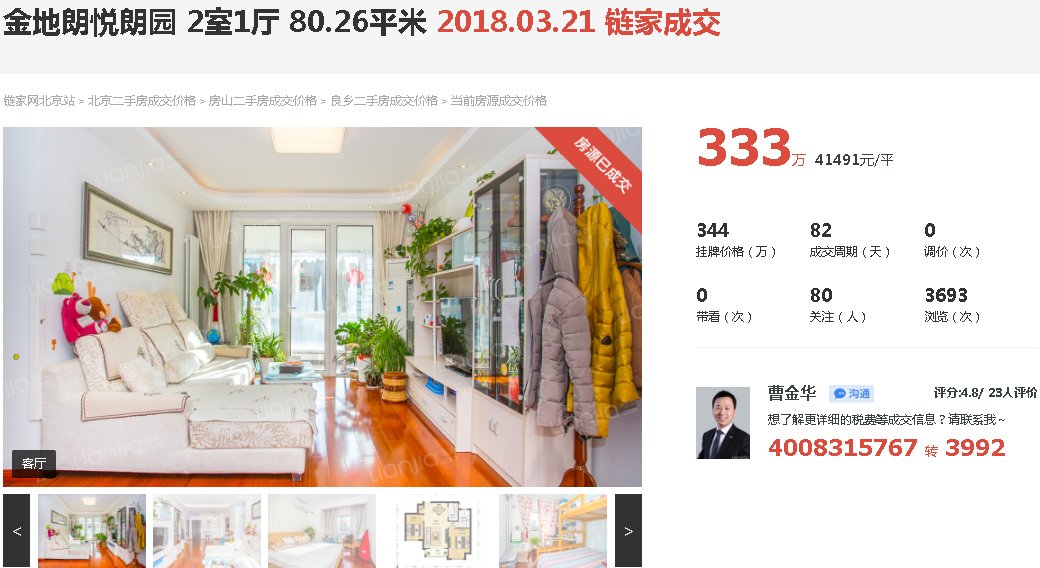 金地朗悦朗园 2室1厅 80.26平米 2018.03.21 链家成交
链家网北京站 > 北京二手房成交价格 > 房山二手房成交价格 > 良乡二手房成交价格 > 当前房源成交价格
房源已成交
客厅
<
>
333万 41491元/平
344 82 0
挂牌价格（万） 成交周期（天） 调价（次）
0 80 3693
带看（次） 关注（人） 浏览（次）
曹金华 沟通 评分:4.8/ 23人评价
想了解更详细的税费等成交信息？请联系我～
4008315767 转 3992
lianjia